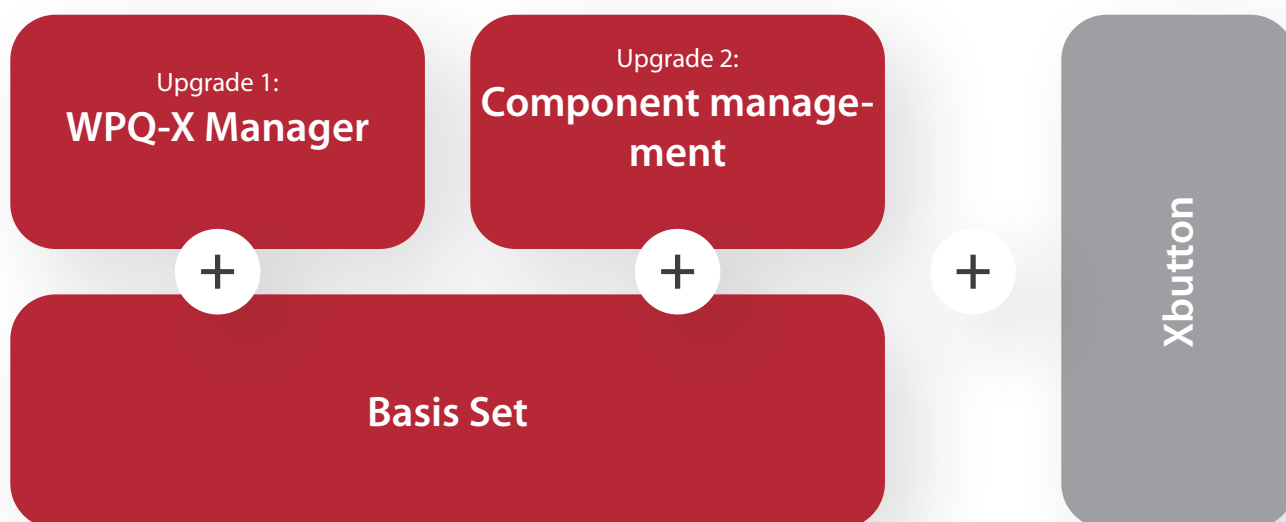 Upgrade 1:
WPQ-X Manager
Upgrade 2:
Component manage-
ment
+
+
+
Basis Set
Xbutton